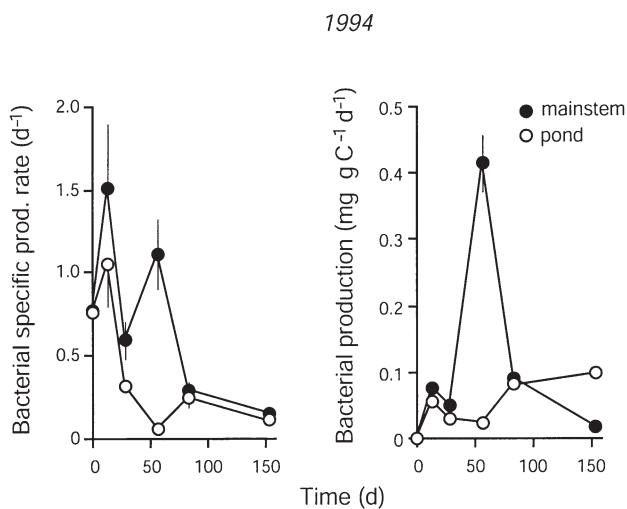 1994
Bacterial specific prod. rate (d⁻¹)
2.0
1.5
1.0
0.5
0
0 50 100 150
Bacterial production (mg g C⁻¹ d⁻¹)
0.5
0.4
0.3
0.2
0.1
0
0 50 100 150
mainstem
pond
Time (d)